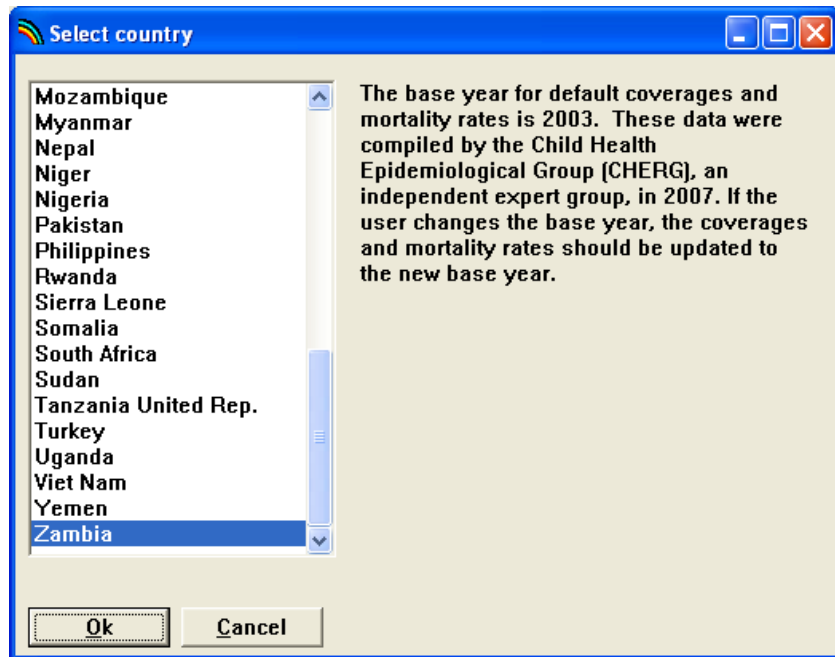 Select country
Mozambique
Myanmar
Nepal
Niger
Nigeria
Pakistan
Philippines
Rwanda
Sierra Leone
Somalia
South Africa
Sudan
Tanzania United Rep.
Turkey
Uganda
Viet Nam
Yemen
Zambia
The base year for default coverages and
mortality rates is 2003.  These data were
compiled by the Child Health
Epidemiological Group (CHERG), an
independent expert group, in 2007. If the
user changes the base year, the coverages
and mortality rates should be updated to
the new base year.
Ok
Cancel